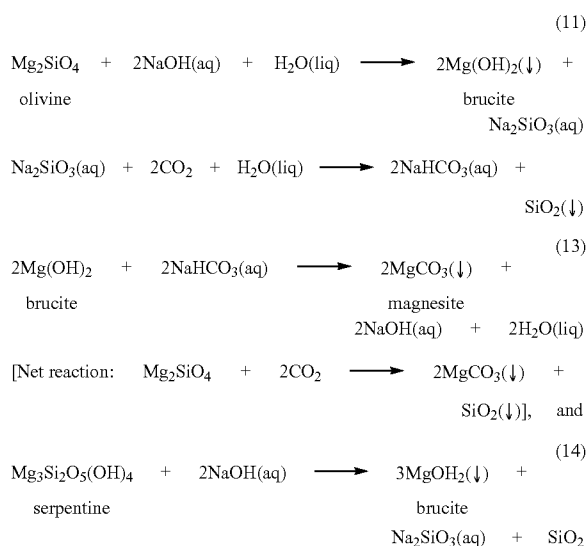 (11)
Mg₂SiO₄ + 2NaOH(aq) + H₂O(liq) ⟶ 2Mg(OH)₂(↓) +
olivine brucite
Na₂SiO₃(aq)
Na₂SiO₃(aq) + 2CO₂ + H₂O(liq) ⟶ 2NaHCO₃(aq) +
SiO₂(↓)
(13)
2Mg(OH)₂ + 2NaHCO₃(aq) ⟶ 2MgCO₃(↓) +
brucite magnesite
2NaOH(aq) + 2H₂O(liq)
[Net reaction: Mg₂SiO₄ + 2CO₂ ⟶ 2MgCO₃(↓) +
SiO₂(↓)], and
(14)
Mg₃Si₂O₅(OH)₄ + 2NaOH(aq) ⟶ 3MgOH₂(↓) +
serpentine brucite
Na₂SiO₃(aq) + SiO₂